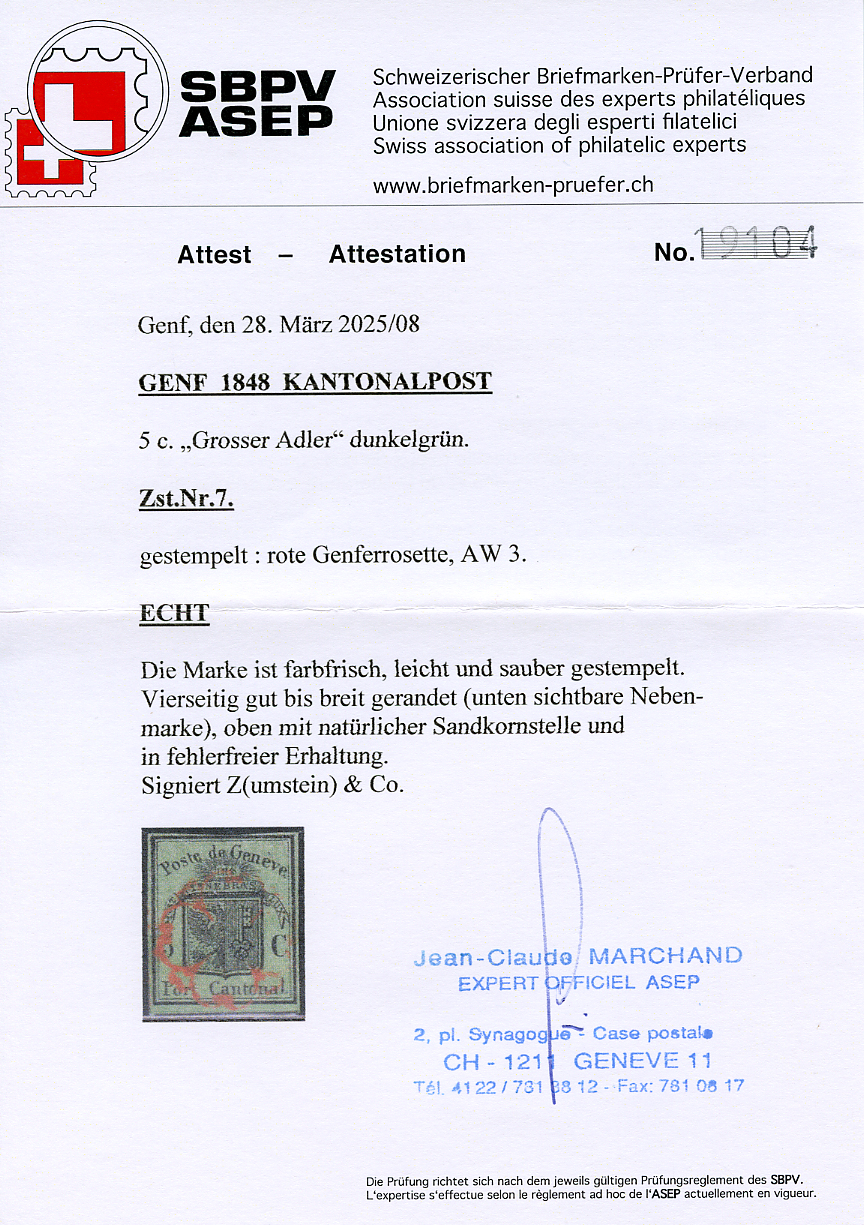 SBPV
ASEP
Schweizerischer Briefmarken-Prüfer-Verband
Association suisse des experts philatéliques
Unione svizzera degli esperti filatelici
Swiss association of philatelic experts
www.briefmarken-pruefer.ch
Attest – Attestation No. 19104
Genf, den 28. März 2025/08
GENF 1848 KANTONALPOST
5 c. „Grosser Adler“ dunkelgrün.
Zst.Nr.7.
gestempelt : rote Genferrosette, AW 3.
ECHT
Die Marke ist farbfrisch, leicht und sauber gestempelt.
Vierseitig gut bis breit gerandet (unten sichtbare Neben-
marke), oben mit natürlicher Sandkornstelle und
in fehlerfreier Erhaltung.
Signiert Z(umstein) & Co.
Poste de Genève
TENEBRAS
5 C
Port Cantonal
Jean-Claude MARCHAND
EXPERT OFFICIEL ASEP
2, pl. Synagogue - Case postale
CH - 1211 GENEVE 11
Tél. 4122 / 781 38 12 - Fax: 781 08 17
Die Prüfung richtet sich nach dem jeweils gültigen Prüfungsreglement des SBPV.
L'expertise s'effectue selon le règlement ad hoc de l'ASEP actuellement en vigueur.